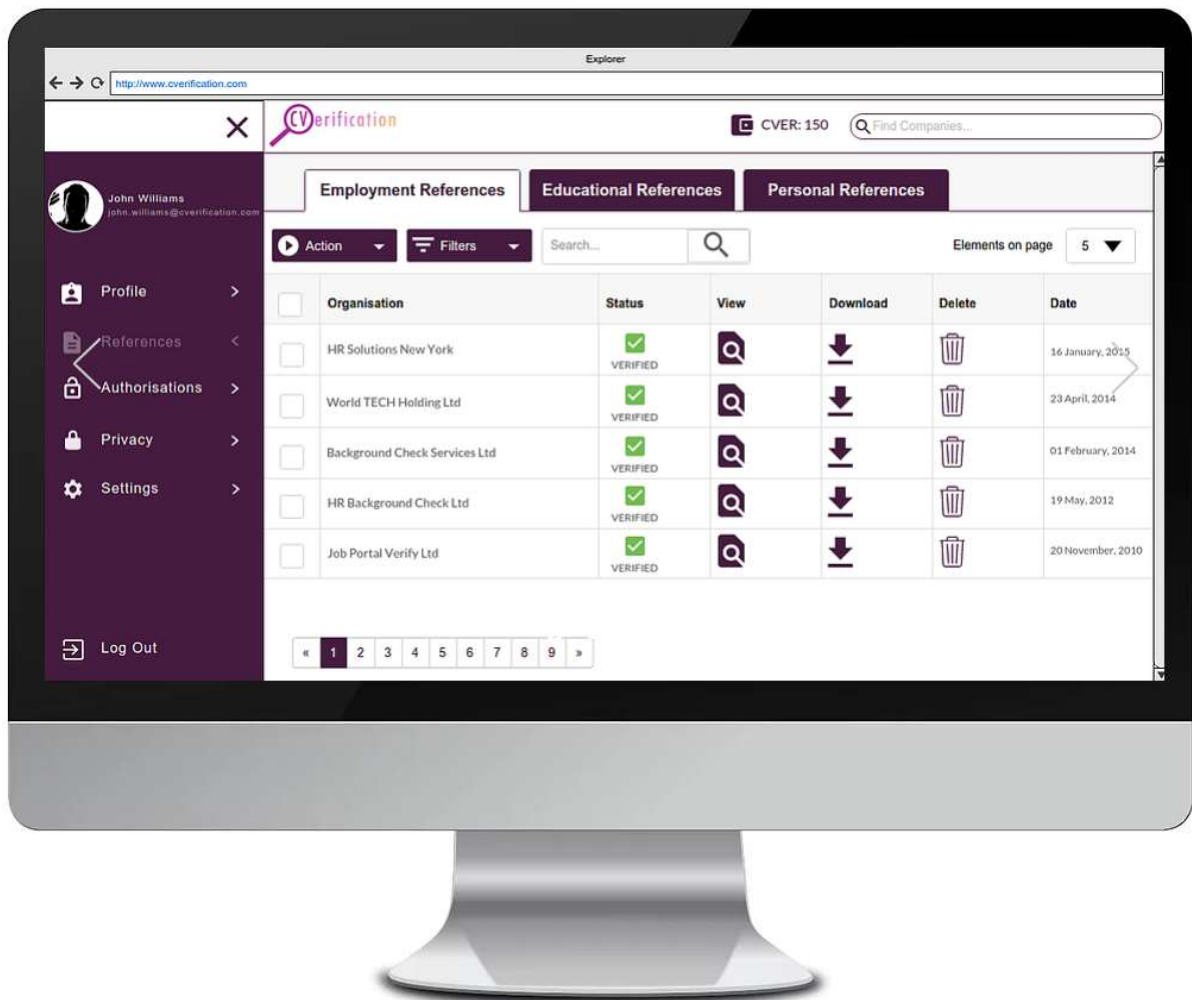 Explorer
http://www.cverification.com
CVerification
CVER: 150
Find Companies...
John Williams
john.williams@cverification.com
Employment References
Educational References
Personal References
Action
Filters
Search...
Elements on page
5
Profile
References
Authorisations
Privacy
Settings
Log Out
Organisation Status View Download Delete Date
HR Solutions New York VERIFIED 16 January, 2015
World TECH Holding Ltd VERIFIED 23 April, 2014
Background Check Services Ltd VERIFIED 01 February, 2014
HR Background Check Ltd VERIFIED 19 May, 2012
Job Portal Verify Ltd VERIFIED 20 November, 2010
« 1 2 3 4 5 6 7 8 9 »